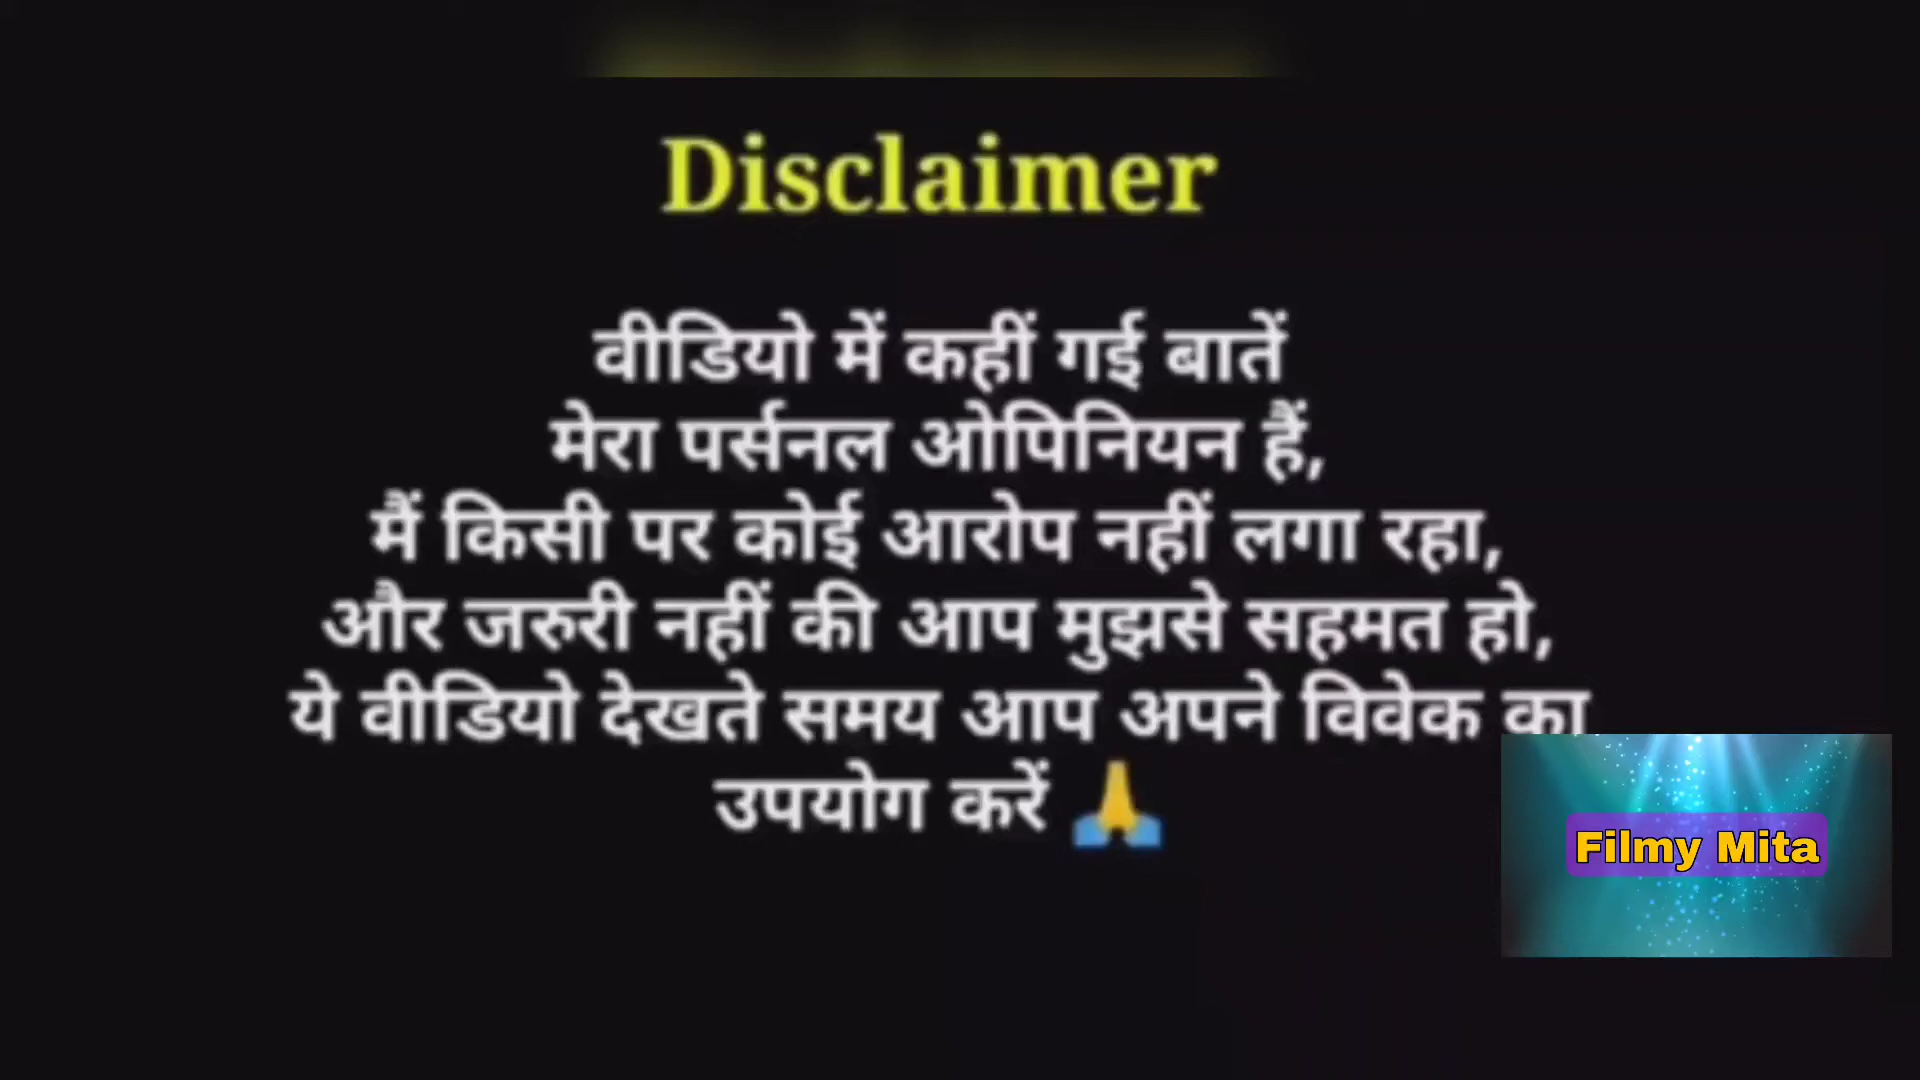 Disclaimer
वीडियो में कहीं गई बातें
मेरा पर्सनल ओपिनियन हैं,
मैं किसी पर कोई आरोप नहीं लगा रहा,
और जरुरी नहीं की आप मुझसे सहमत हो,
ये वीडियो देखते समय आप अपने विवेक का
उपयोग करें 🙏
Filmy Mita